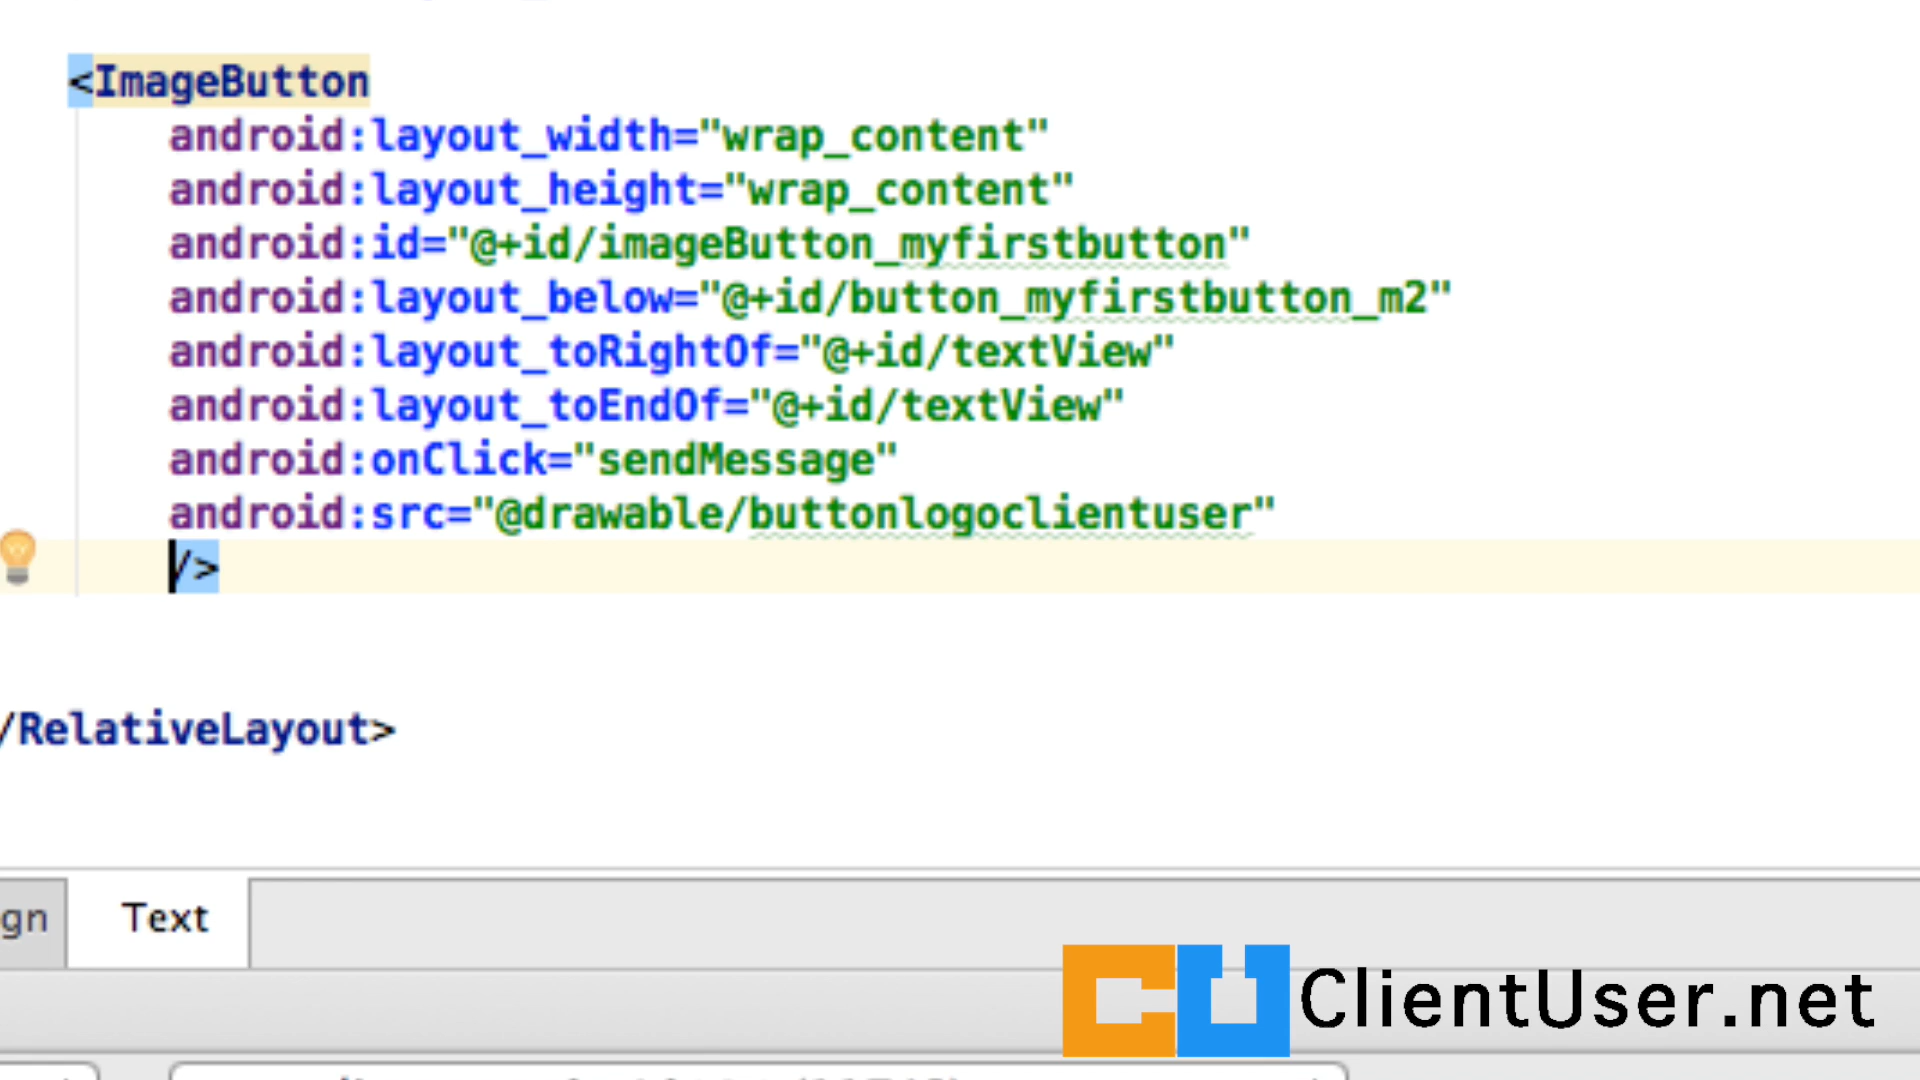 <ImageButton
android:layout_width="wrap_content"
android:layout_height="wrap_content"
android:id="@+id/imageButton_myfirstbutton"
android:layout_below="@+id/button_myfirstbutton_m2"
android:layout_toRightOf="@+id/textView"
android:layout_toEndOf="@+id/textView"
android:onClick="sendMessage"
android:src="@drawable/buttonlogoclientuser"
/>
/RelativeLayout>
gn Text
CU ClientUser.net